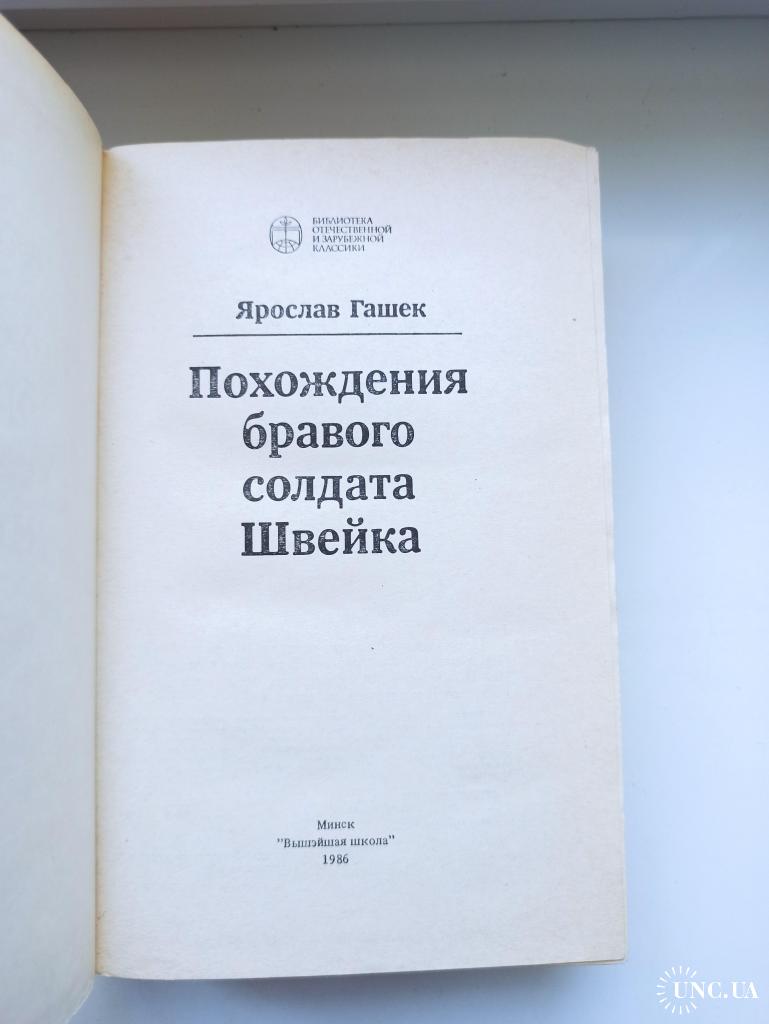 БИБЛИОТЕКА
ОТЕЧЕСТВЕННОЙ
И ЗАРУБЕЖНОЙ
КЛАССИКИ
Ярослав Гашек
Похождения
бравого
солдата
Швейка
Минск
"Вышэйшая школа"
1986
UNC.UA